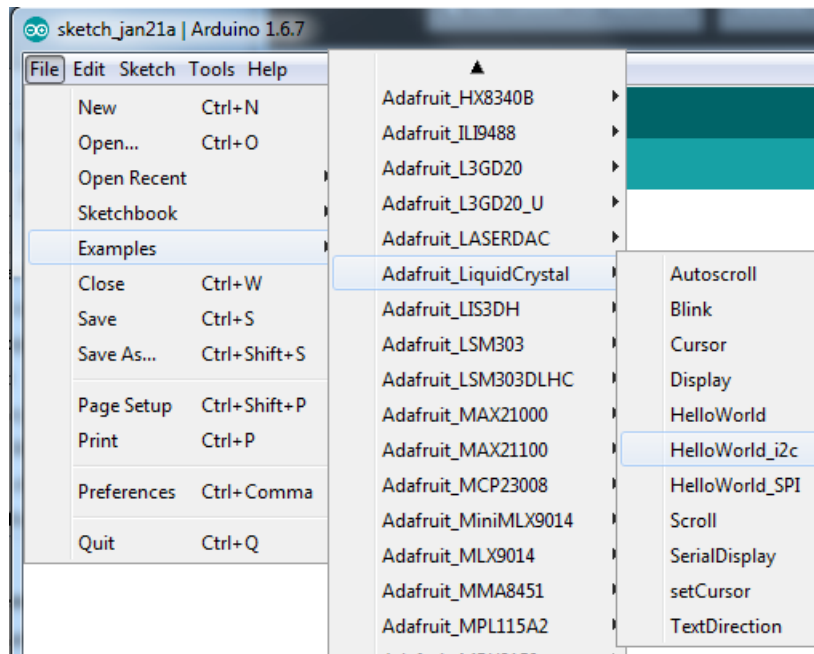 sketch_jan21a | Arduino 1.6.7
File Edit Sketch Tools Help
New Ctrl+N
Open... Ctrl+O
Open Recent
Sketchbook
Examples
Close Ctrl+W
Save Ctrl+S
Save As... Ctrl+Shift+S
Page Setup Ctrl+Shift+P
Print Ctrl+P
Preferences Ctrl+Comma
Quit Ctrl+Q
Adafruit_HX8340B
Adafruit_ILI9488
Adafruit_L3GD20
Adafruit_L3GD20_U
Adafruit_LASERDAC
Adafruit_LiquidCrystal
Adafruit_LIS3DH
Adafruit_LSM303
Adafruit_LSM303DLHC
Adafruit_MAX21000
Adafruit_MAX21100
Adafruit_MCP23008
Adafruit_MiniMLX9014
Adafruit_MLX9014
Adafruit_MMA8451
Adafruit_MPL115A2
Autoscroll
Blink
Cursor
Display
HelloWorld
HelloWorld_i2c
HelloWorld_SPI
Scroll
SerialDisplay
setCursor
TextDirection